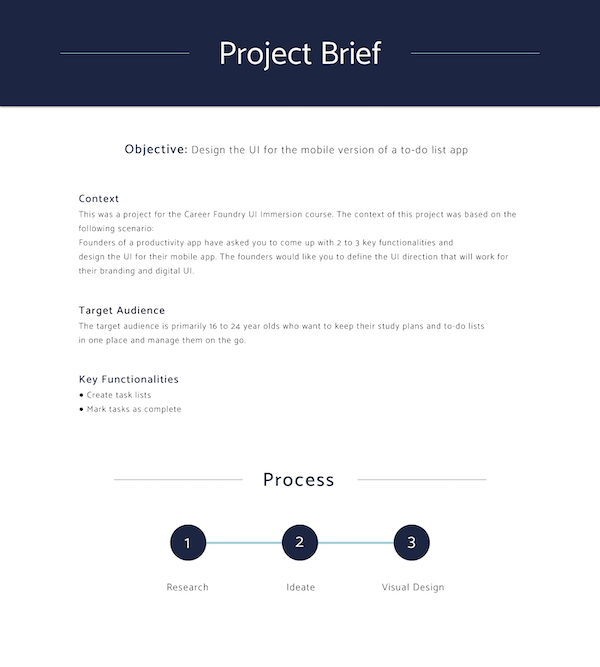 Project Brief
Objective: Design the UI for the mobile version of a to-do list app
Context
This was a project for the Career Foundry UI Immersion course. The context of this project was based on the
following scenario:
Founders of a productivity app have asked you to come up with 2 to 3 key functionalities and
design the UI for their mobile app. The founders would like you to define the UI direction that will work for
their branding and digital UI.
Target Audience
The target audience is primarily 16 to 24 year olds who want to keep their study plans and to-do lists
in one place and manage them on the go.
Key Functionalities
● Create task lists
● Mark tasks as complete
Process
1 2 3
Research Ideate Visual Design